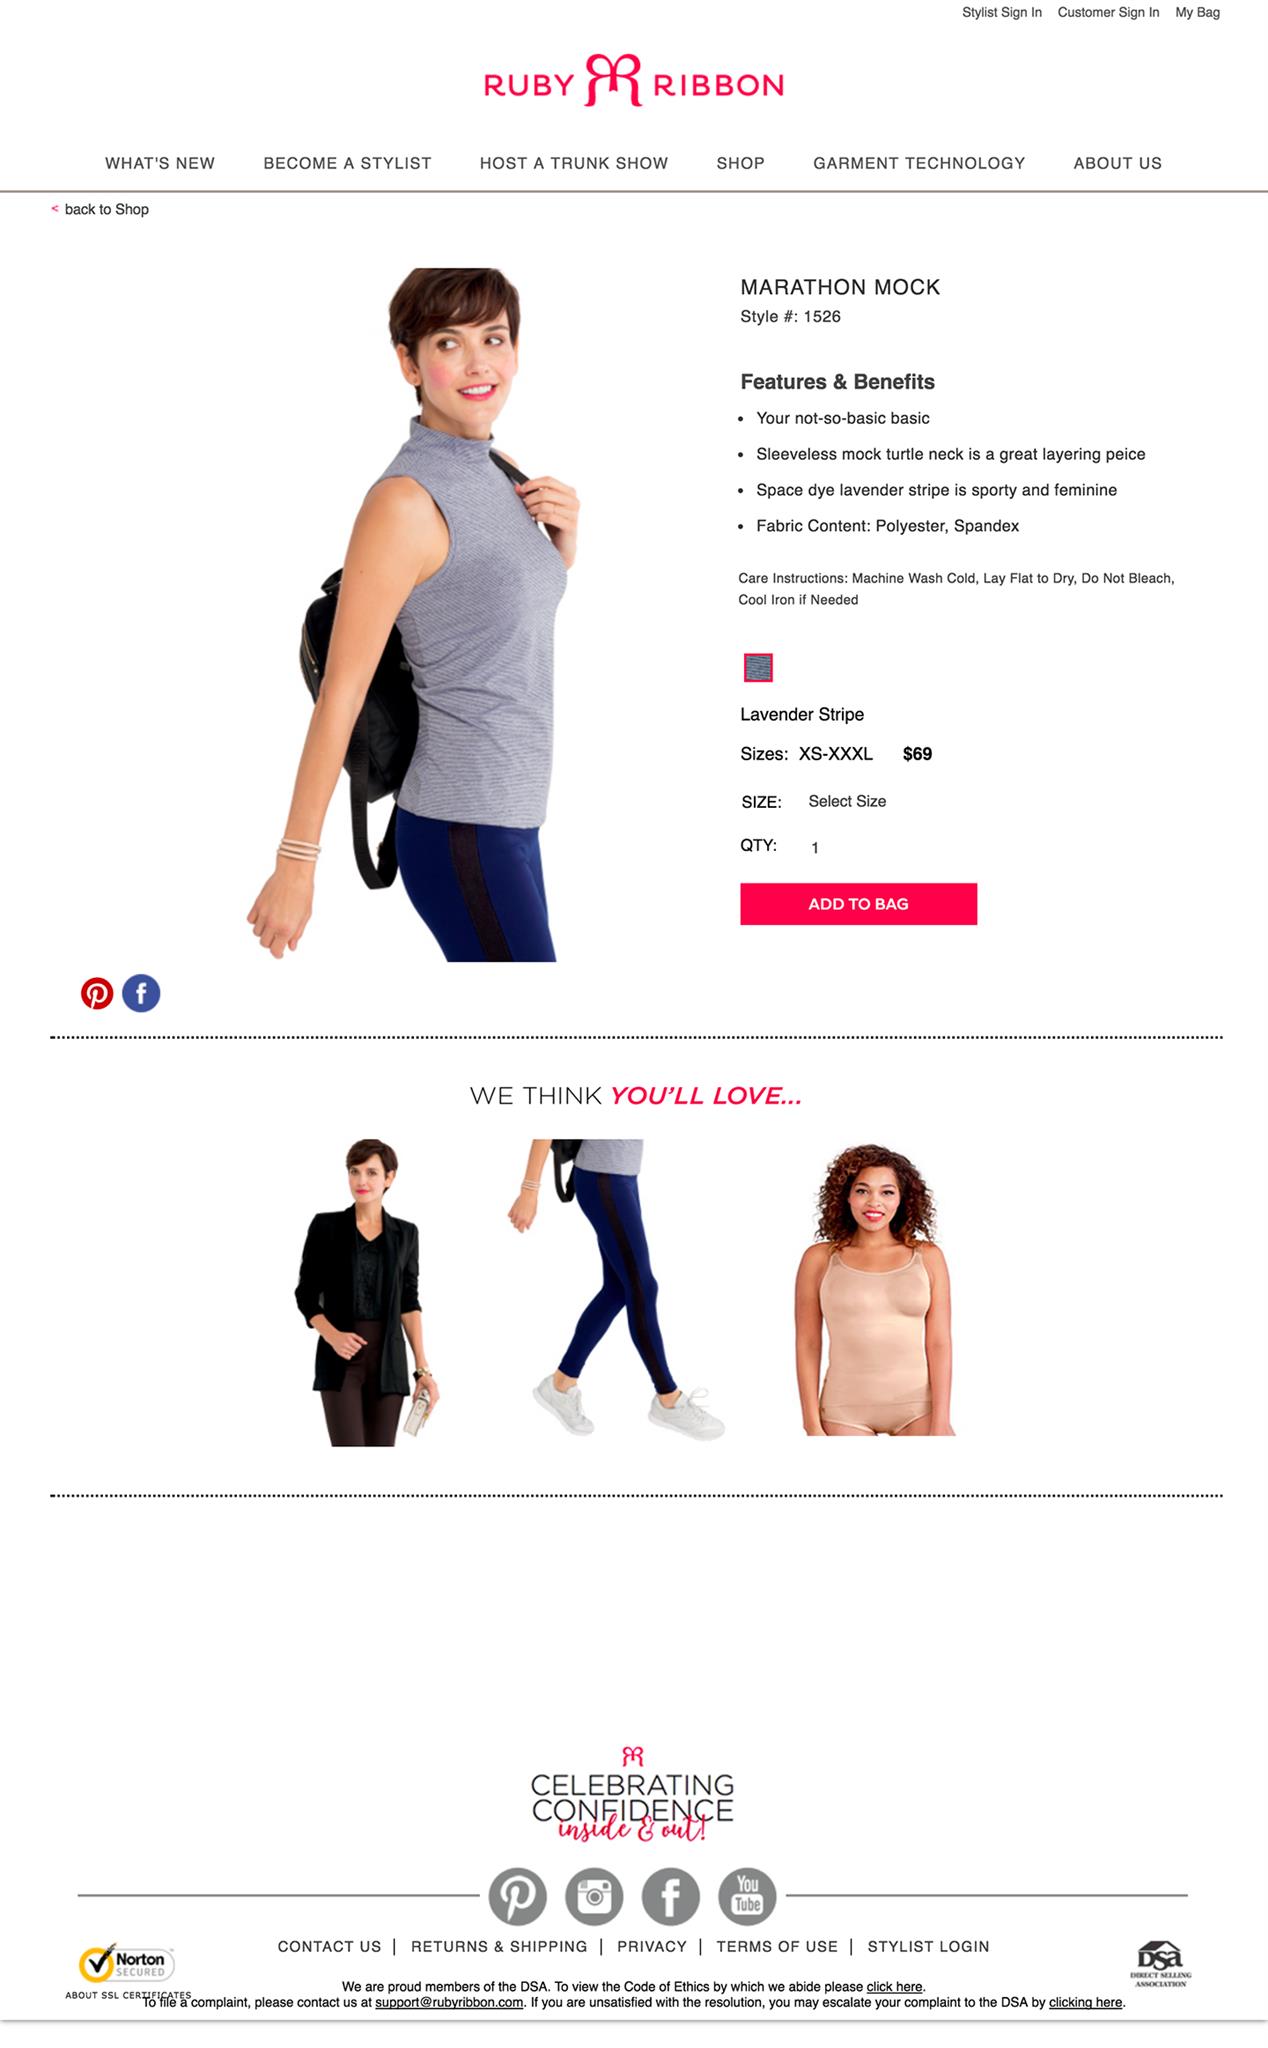 Stylist Sign In Customer Sign In My Bag
RUBY RIBBON
WHAT'S NEW BECOME A STYLIST HOST A TRUNK SHOW SHOP GARMENT TECHNOLOGY ABOUT US
< back to Shop
MARATHON MOCK
Style #: 1526
Features & Benefits
• Your not-so-basic basic
• Sleeveless mock turtle neck is a great layering peice
• Space dye lavender stripe is sporty and feminine
• Fabric Content: Polyester, Spandex
Care Instructions: Machine Wash Cold, Lay Flat to Dry, Do Not Bleach,
Cool Iron if Needed
Lavender Stripe
Sizes: XS-XXXL $69
SIZE: Select Size
QTY: 1
ADD TO BAG
WE THINK YOU'LL LOVE...
CELEBRATING
CONFIDENCE
inside & out!
You
Tube
CONTACT US | RETURNS & SHIPPING | PRIVACY | TERMS OF USE | STYLIST LOGIN
Norton
SECURED
ABOUT SSL CERTIFICATES
We are proud members of the DSA. To view the Code of Ethics by which we abide please click here.
To file a complaint, please contact us at support@rubyribbon.com. If you are unsatisfied with the resolution, you may escalate your complaint to the DSA by clicking here.
DSa
DIRECT SELLING
ASSOCIATION